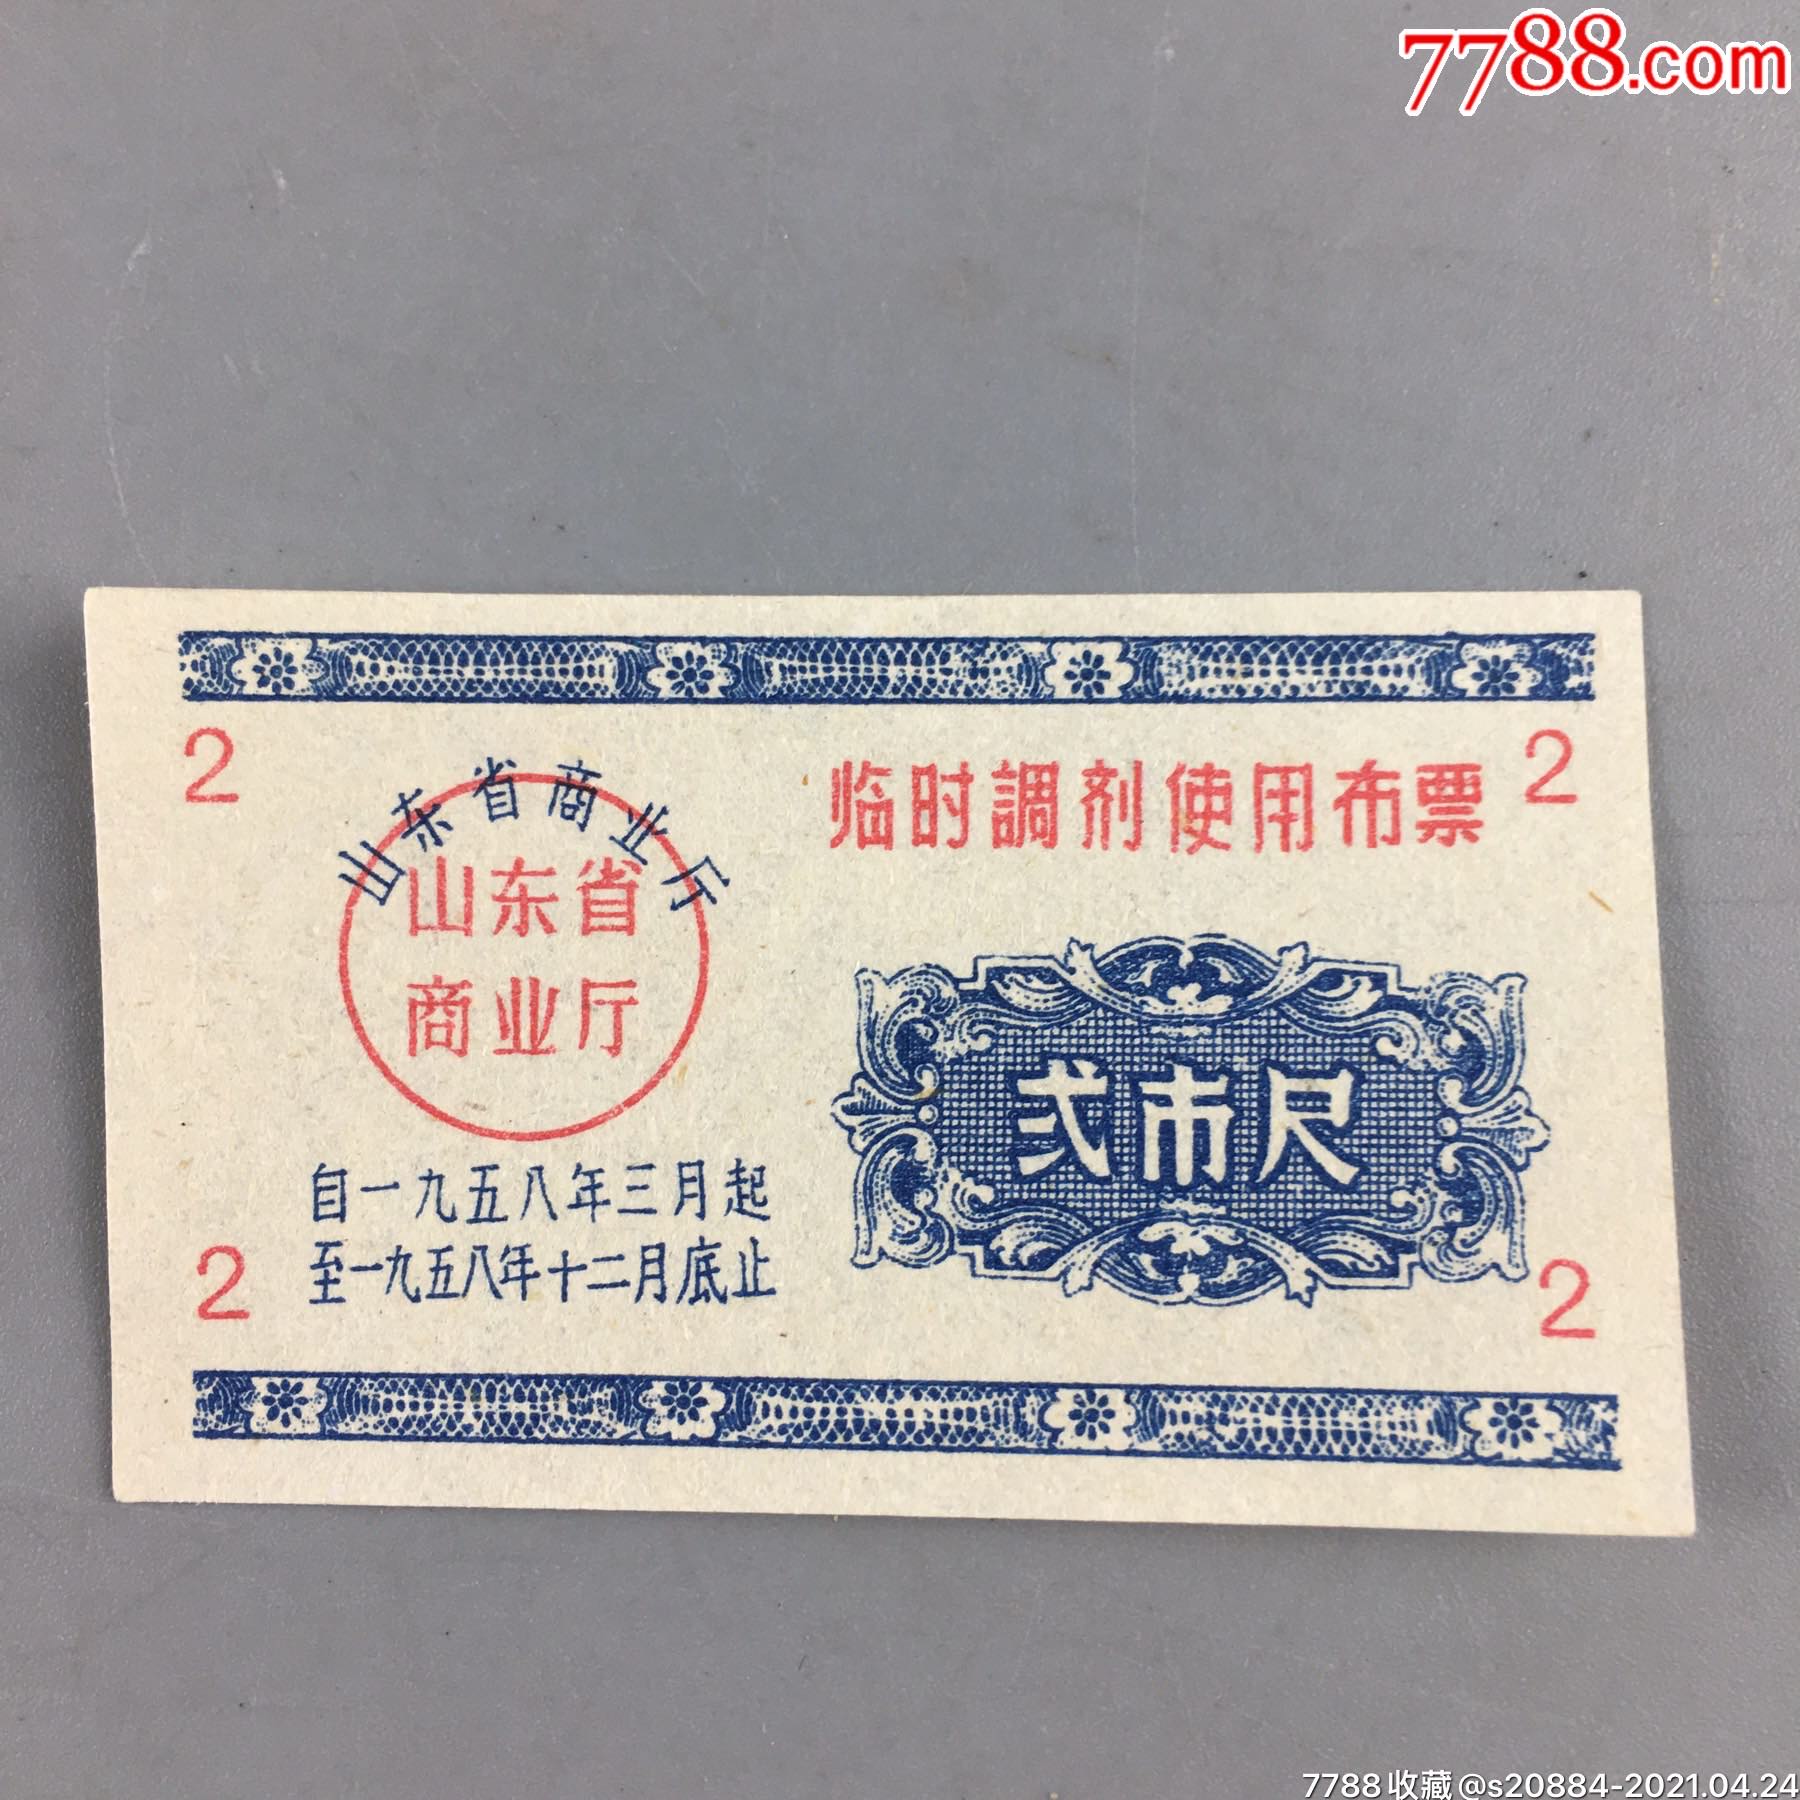 7788.com
2
2
山东省商业厅
临时調剂使用布票
山东省
商业厅
弍市尺
自一九五八年三月起
至一九五八年十二月底止
2
2
7788收藏@s20884-2021.04.24